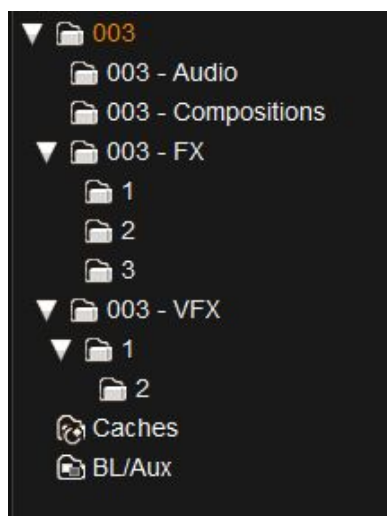 003
003 - Audio
003 - Compositions
003 - FX
1
2
3
003 - VFX
1
2
Caches
BL/Aux